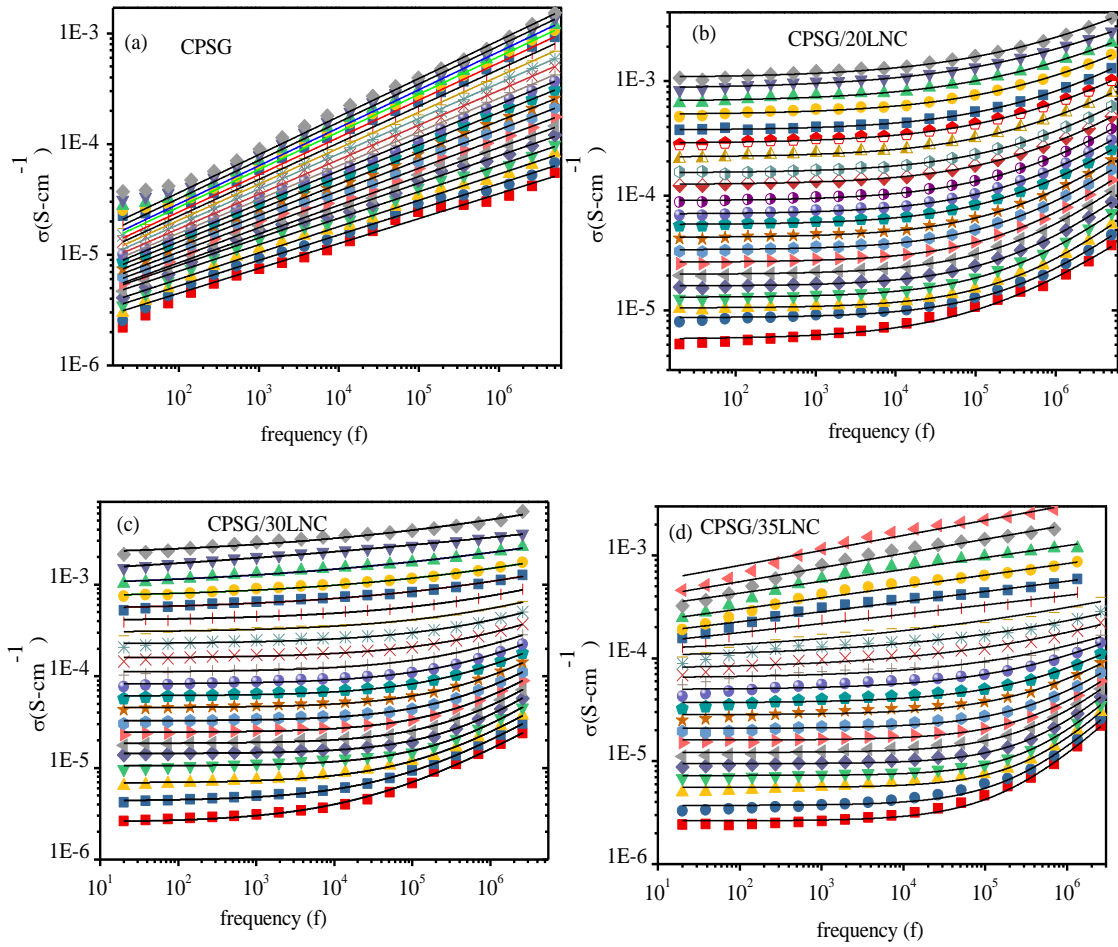 (a)
CPSG
1E-3
1E-4
1E-5
1E-6
σ(S-cm⁻¹)
10² 10³ 10⁴ 10⁵ 10⁶
frequency (f)
(b)
CPSG/20LNC
1E-3
1E-4
1E-5
σ(S-cm⁻¹)
10² 10³ 10⁴ 10⁵ 10⁶
frequency (f)
(c)
CPSG/30LNC
1E-3
1E-4
1E-5
1E-6
σ(S-cm⁻¹)
10¹ 10² 10³ 10⁴ 10⁵ 10⁶
frequency (f)
(d)
CPSG/35LNC
1E-3
1E-4
1E-5
1E-6
σ(S-cm⁻¹)
10¹ 10² 10³ 10⁴ 10⁵ 10⁶
frequency (f)